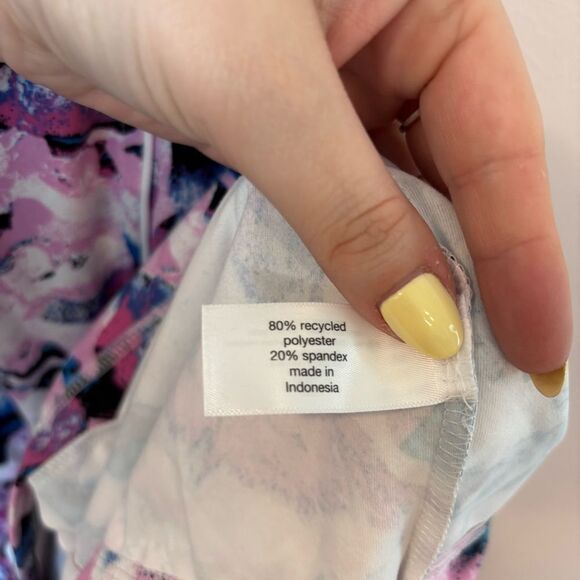 80% recycled
polyester
20% spandex
made in
Indonesia